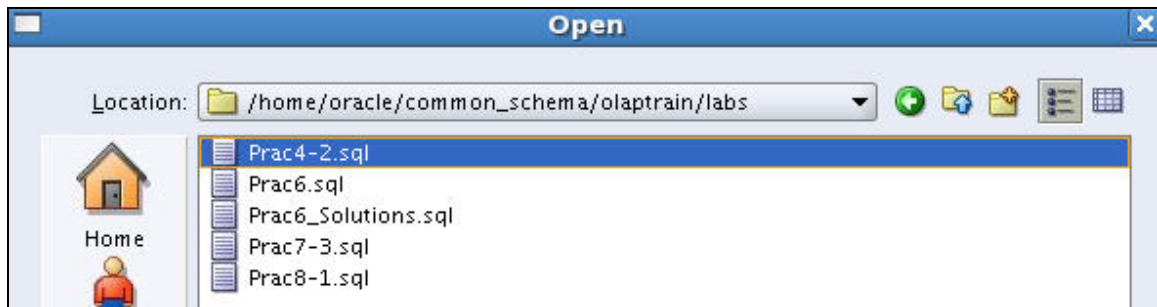 Open
Location: /home/oracle/common_schema/olaptrain/labs
Prac4-2.sql
Prac6.sql
Prac6_Solutions.sql
Prac7-3.sql
Prac8-1.sql
Home